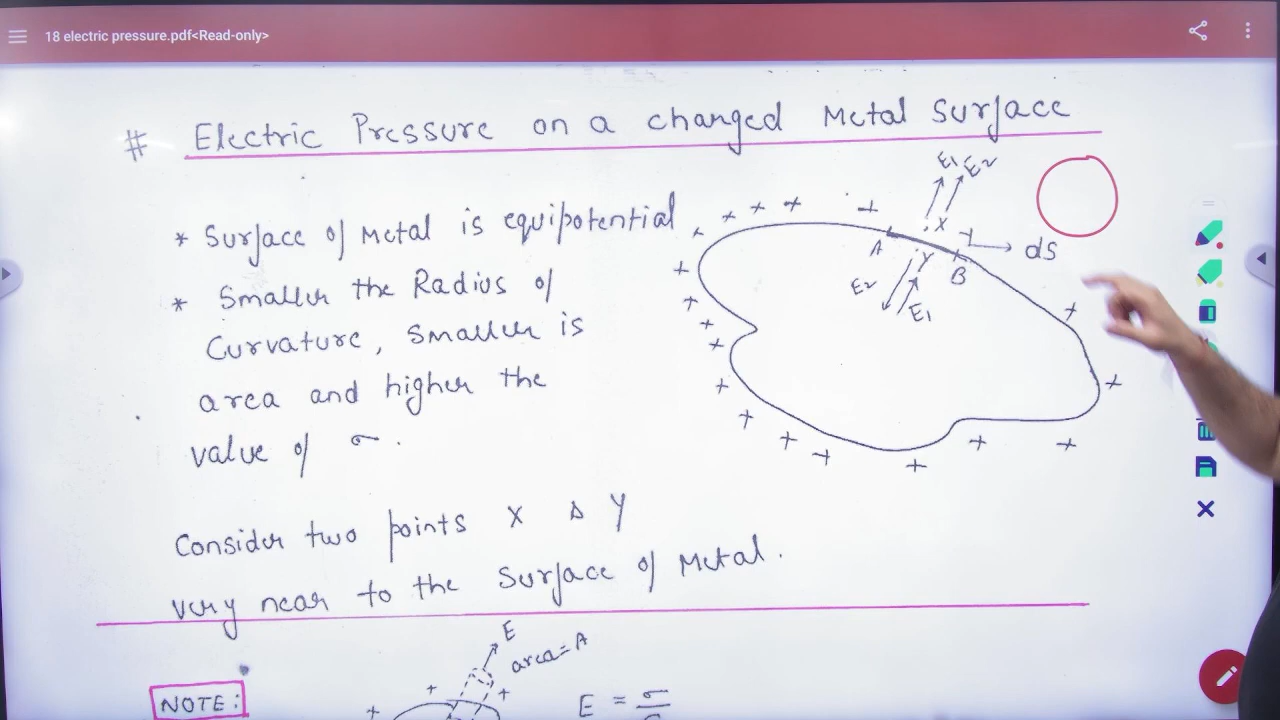 18 electric pressure.pdf<Read-only>
# Electric Pressure on a changed Metal Surface
* Surface of Metal is equipotential
* Smaller the Radius of
Curvature, smaller is
area and higher the
value of σ.
E1 E2
X
A
Y
B
dS
E2
E1
Consider two points X & Y
very near to the Surface of Metal.
NOTE:
E
area = A
E = σ